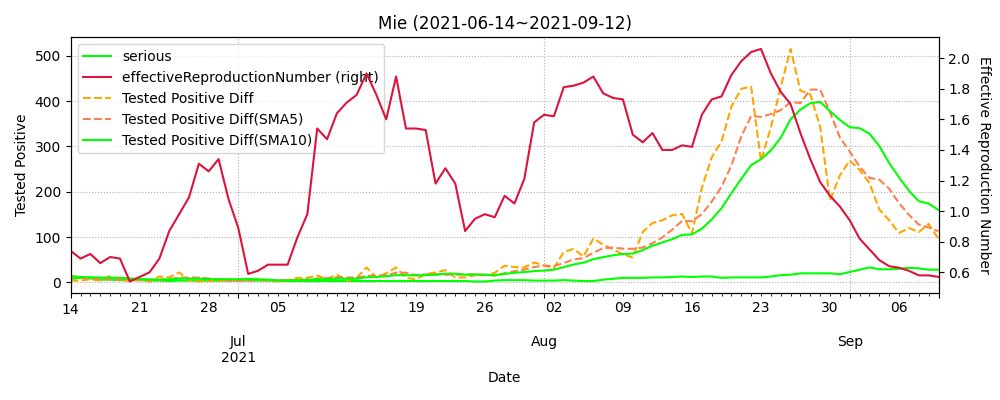 Mie (2021-06-14~2021-09-12)
serious
effectiveReproductionNumber (right)
Tested Positive Diff
Tested Positive Diff(SMA5)
Tested Positive Diff(SMA10)
Tested Positive
500
400
300
200
100
0
2.0
1.8
1.6
1.4
1.2
1.0
0.8
0.6
Effective Reproduction Number
14 21 28 05 12 19 26 02 09 16 23 30 06
Jul Aug Sep
2021
Date